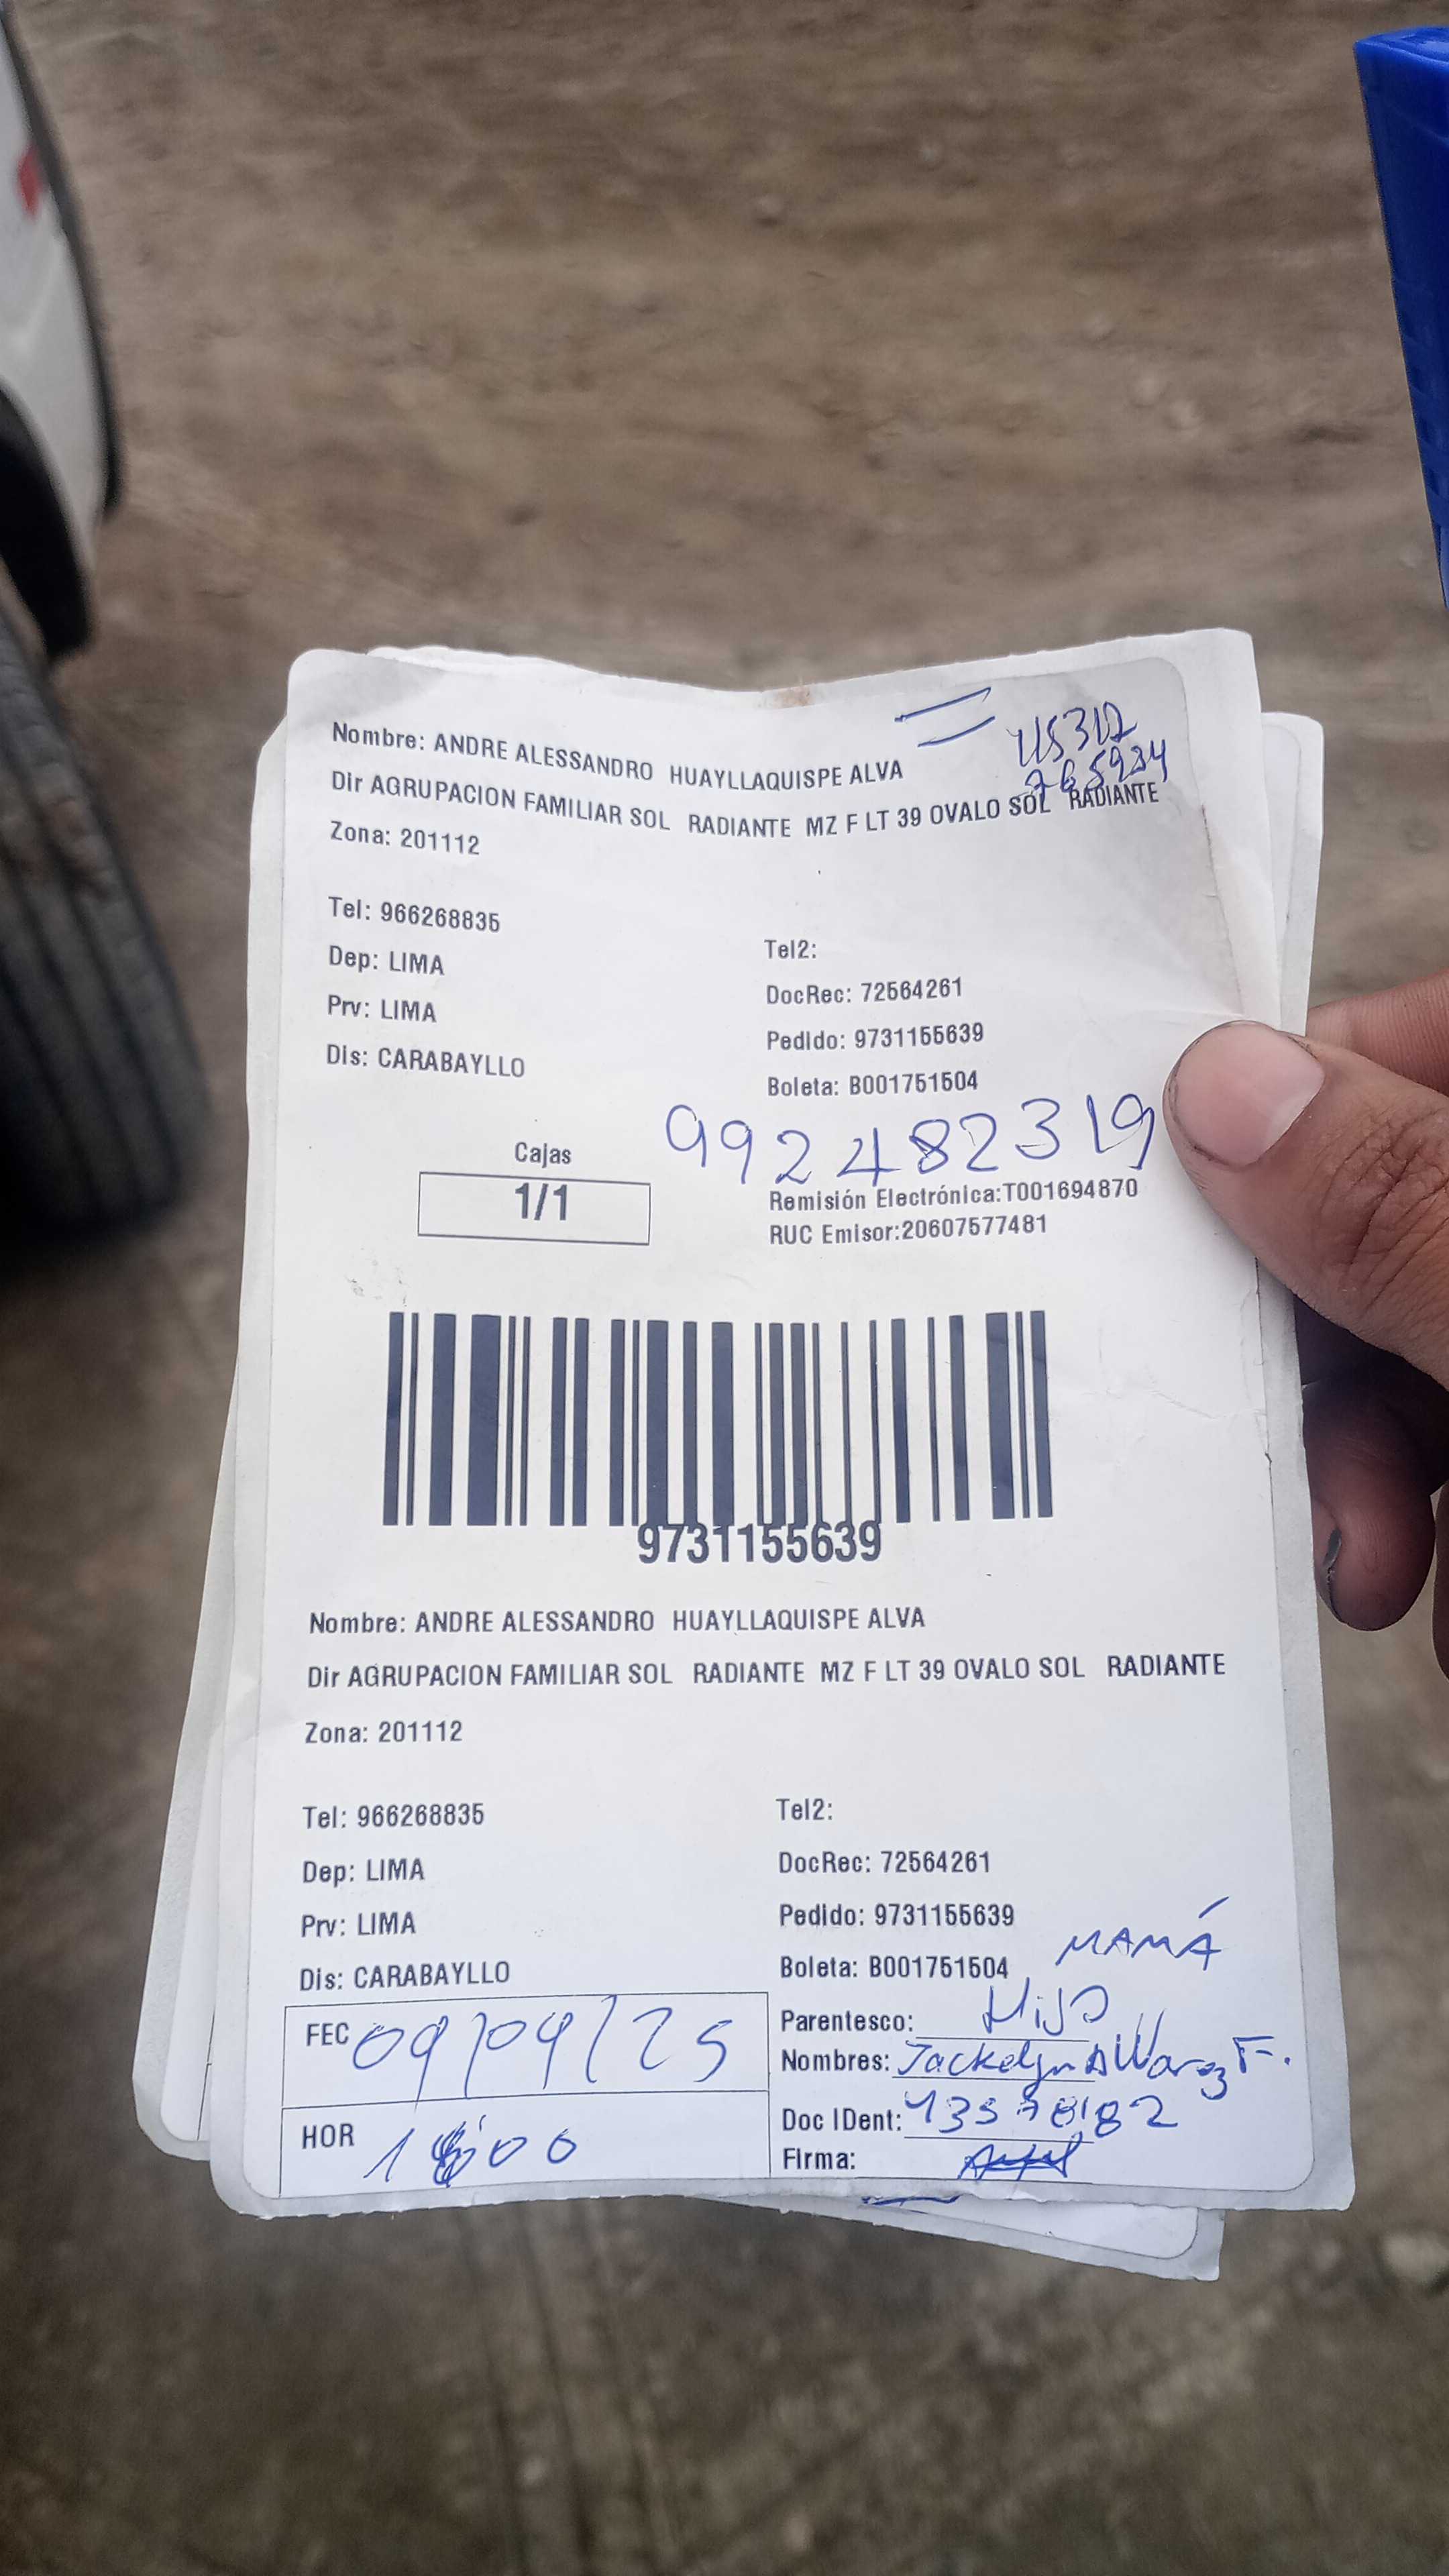 Nombre: ANDRE ALESSANDRO HUAYLLAQUISPE ALVA
Dir AGRUPACION FAMILIAR SOL RADIANTE MZ F LT 39 OVALO SOL RADIANTE
Zona: 201112
Tel: 966268835
Tel2:
Dep: LIMA
DocRec: 72564261
Prv: LIMA
Pedido: 9731155639
Dis: CARABAYLLO
Boleta: B001751504
992482319
Cajas
1/1
Remisión Electrónica:T001694870
RUC Emisor:20607577481
9731155639
Nombre: ANDRE ALESSANDRO HUAYLLAQUISPE ALVA
Dir AGRUPACION FAMILIAR SOL RADIANTE MZ F LT 39 OVALO SOL RADIANTE
Zona: 201112
Tel: 966268835
Tel2:
Dep: LIMA
DocRec: 72564261
Prv: LIMA
Pedido: 9731155639
MAMÁ
Dis: CARABAYLLO
Boleta: B001751504
FEC 09/09/25
Parentesco: Hijo
Nombres: Jackelyn F.
HOR
Doc IDent:
Firma: